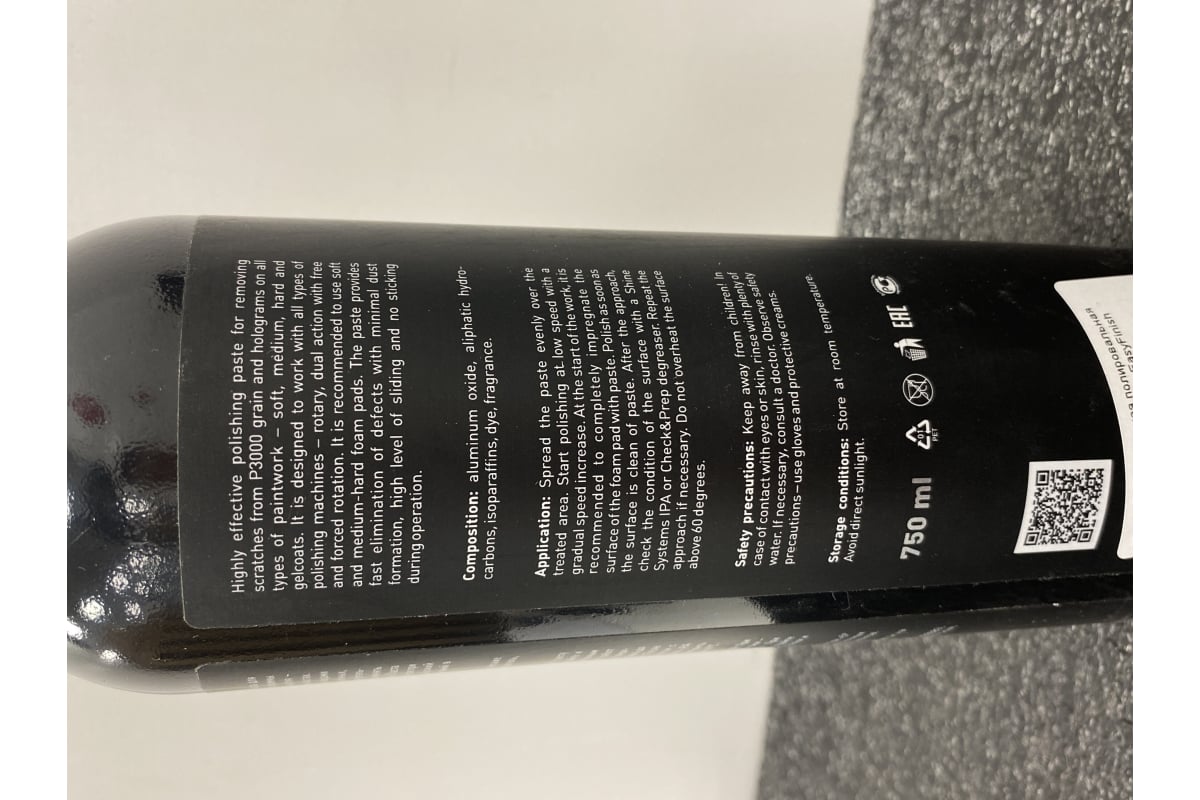 Highly effective polishing paste for removing
scratches from P3000 grain and holograms on all
types of paintwork – soft, medium, hard and
gelcoats. It is designed to work with all types of
polishing machines – rotary, dual action with free
and forced rotation. It is recommended to use soft
and medium-hard foam pads. The paste provides
fast elimination of defects with minimal dust
formation, high level of sliding and no sticking
during operation.
Composition: aluminum oxide, aliphatic hydro-
carbons, isoparaffins, dye, fragrance.
Application: Spread the paste evenly over the
treated area. Start polishing at low speed with a
gradual speed increase. At the start of the work, it is
recommended to completely impregnate the
surface of the foam pad with paste. Polish as soon as
the surface is clean of paste. After the approach,
check the condition of the surface with a Shine
Systems IPA or Check&Prep degreaser. Repeat the
approach if necessary. Do not overheat the surface
above 60 degrees.
Safety precautions: Keep away from children! In
case of contact with eyes or skin, rinse with plenty of
water. If necessary, consult a doctor. Observe safety
precautions – use gloves and protective creams.
Storage conditions: Store at room temperature.
Avoid direct sunlight.
750 ml
01
PET
EAC
полировальная
EasyFinish